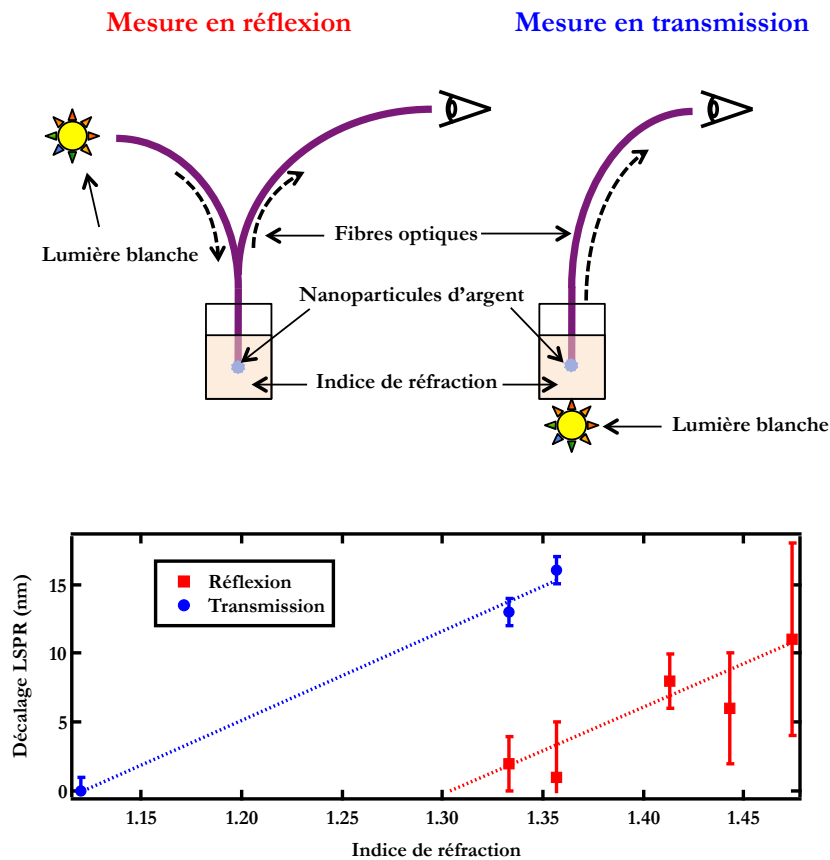 Mesure en réflexion
Mesure en transmission
Lumière blanche
Fibres optiques
Nanoparticules d'argent
Indice de réfraction
Lumière blanche
Décalage LSPR (nm)
15
10
5
0
Réflexion
Transmission
1.15
1.20
1.25
1.30
1.35
1.40
1.45
Indice de réfraction